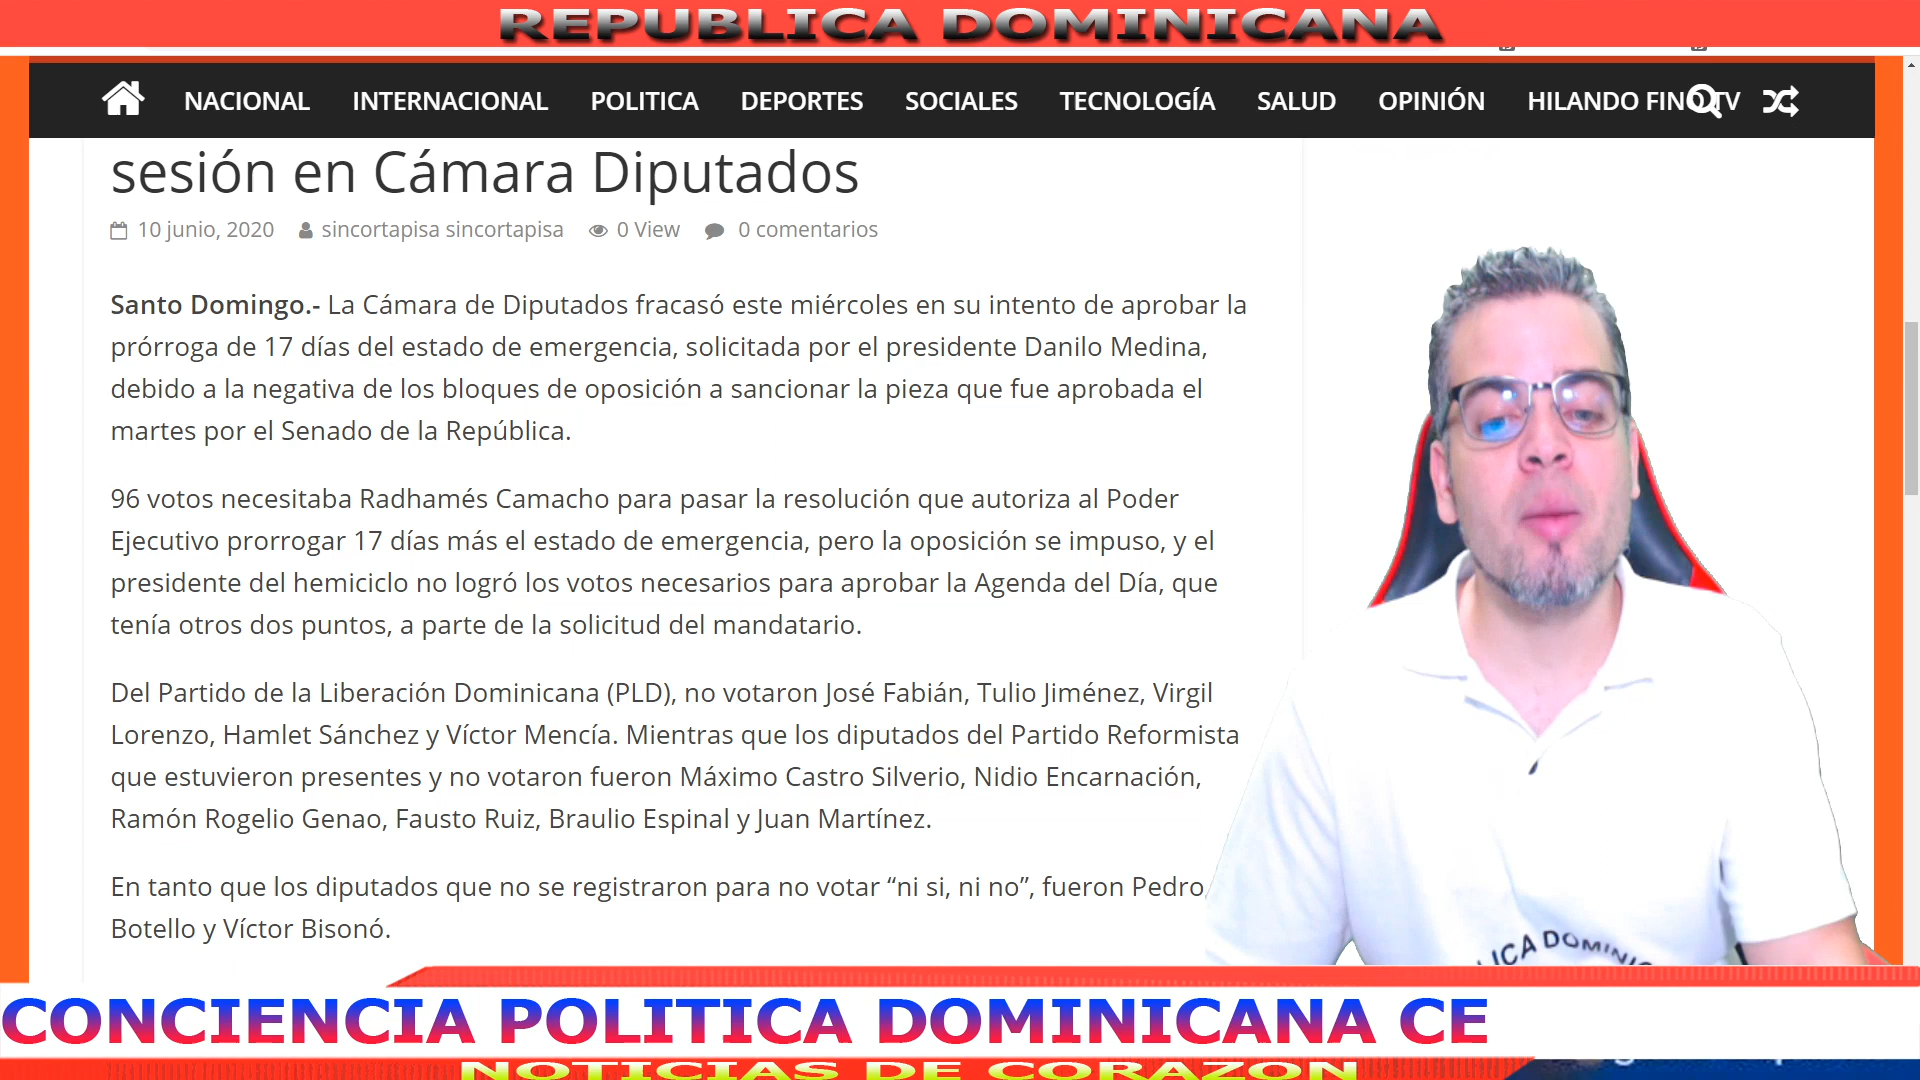 REPUBLICA DOMINICANA
NACIONAL INTERNACIONAL POLITICA DEPORTES SOCIALES TECNOLOGÍA SALUD OPINIÓN HILANDO FINO TV
sesión en Cámara Diputados
10 junio, 2020 sincortapisa sincortapisa 0 View 0 comentarios
Santo Domingo.- La Cámara de Diputados fracasó este miércoles en su intento de aprobar la
prórroga de 17 días del estado de emergencia, solicitada por el presidente Danilo Medina,
debido a la negativa de los bloques de oposición a sancionar la pieza que fue aprobada el
martes por el Senado de la República.
96 votos necesitaba Radhamés Camacho para pasar la resolución que autoriza al Poder
Ejecutivo prorrogar 17 días más el estado de emergencia, pero la oposición se impuso, y el
presidente del hemiciclo no logró los votos necesarios para aprobar la Agenda del Día, que
tenía otros dos puntos, a parte de la solicitud del mandatario.
Del Partido de la Liberación Dominicana (PLD), no votaron José Fabián, Tulio Jiménez, Virgil
Lorenzo, Hamlet Sánchez y Víctor Mencía. Mientras que los diputados del Partido Reformista
que estuvieron presentes y no votaron fueron Máximo Castro Silverio, Nidio Encarnación,
Ramón Rogelio Genao, Fausto Ruiz, Braulio Espinal y Juan Martínez.
En tanto que los diputados que no se registraron para no votar “ni si, ni no”, fueron Pedro
Botello y Víctor Bisonó.
CONCIENCIA POLITICA DOMINICANA CE
NOTICIAS DE CORAZON